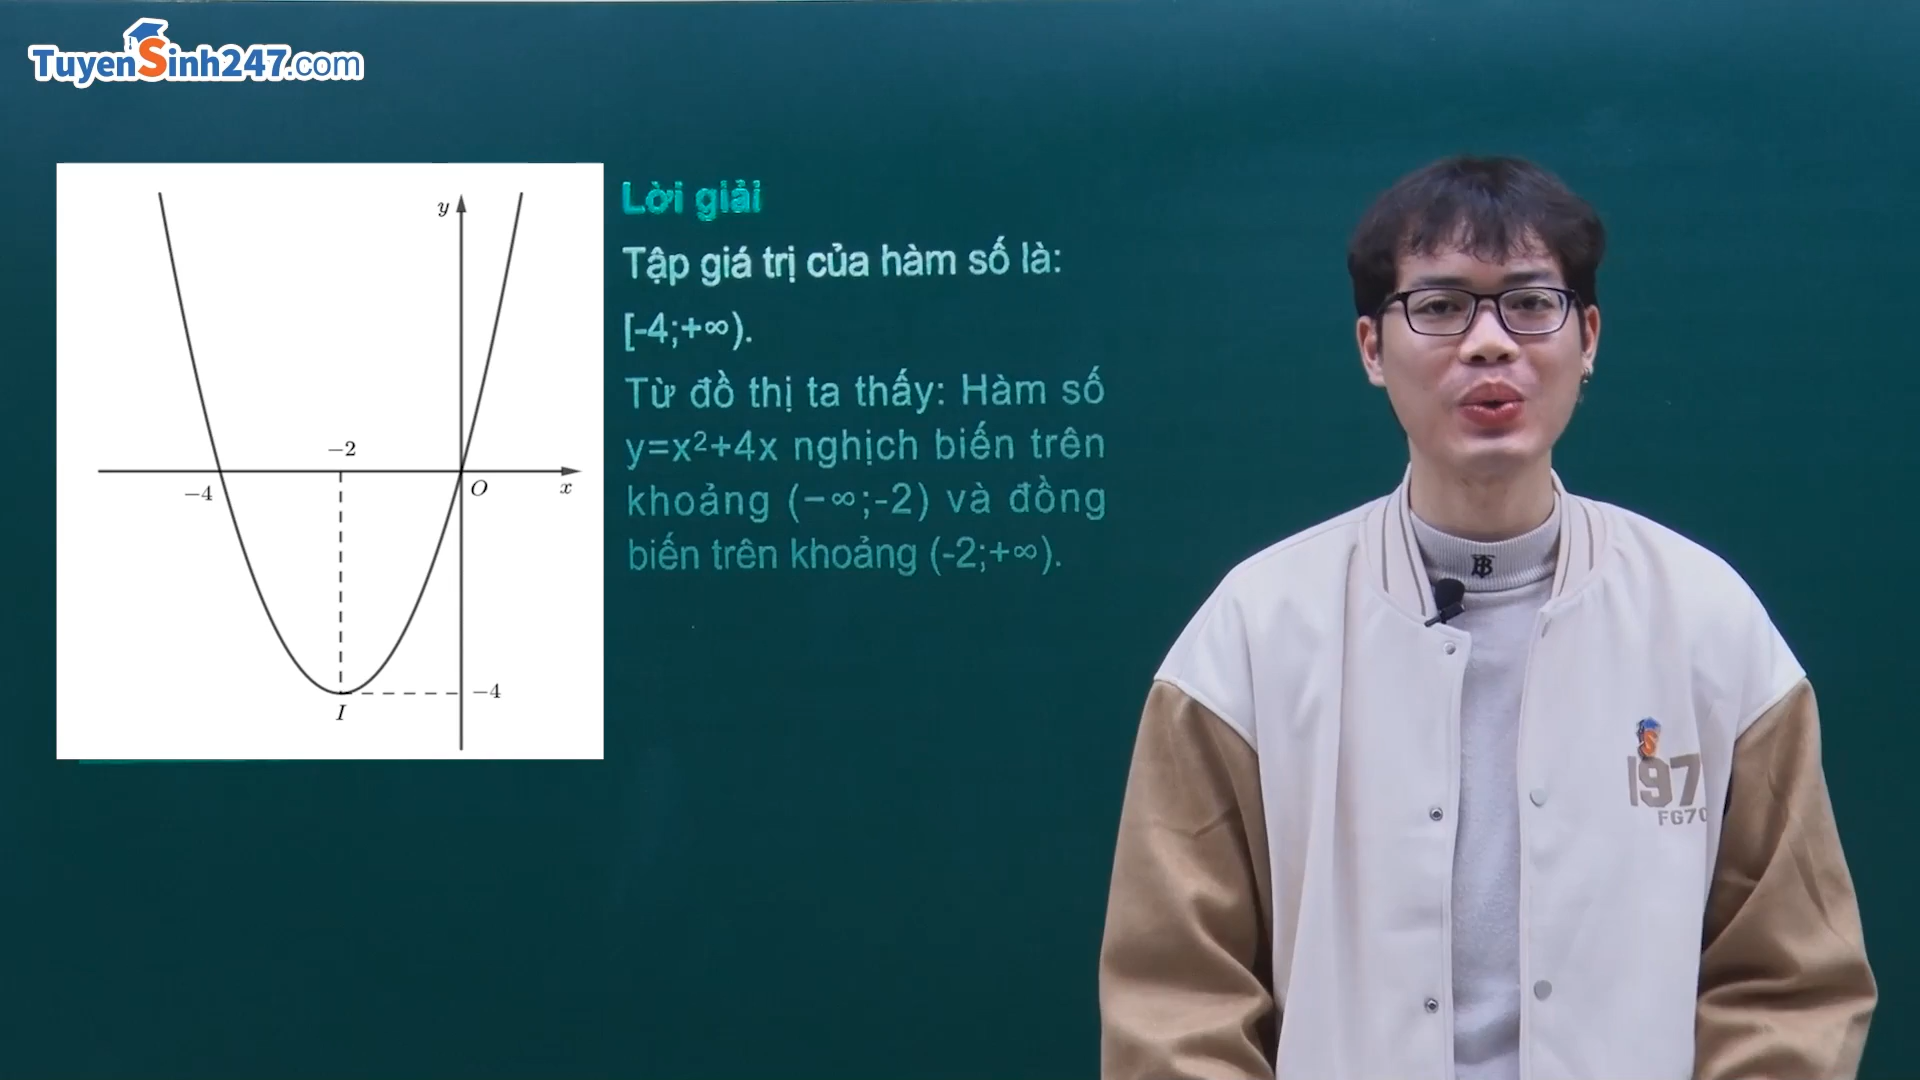 TuyenSinh247.com
y
-2
-4
O
x
-4
I
Lời giải
Tập giá trị của hàm số là:
[-4;+∞).
Từ đồ thị ta thấy: Hàm số
y=x²+4x nghịch biến trên
khoảng (−∞;-2) và đồng
biến trên khoảng (-2;+∞).
S
197
FG70